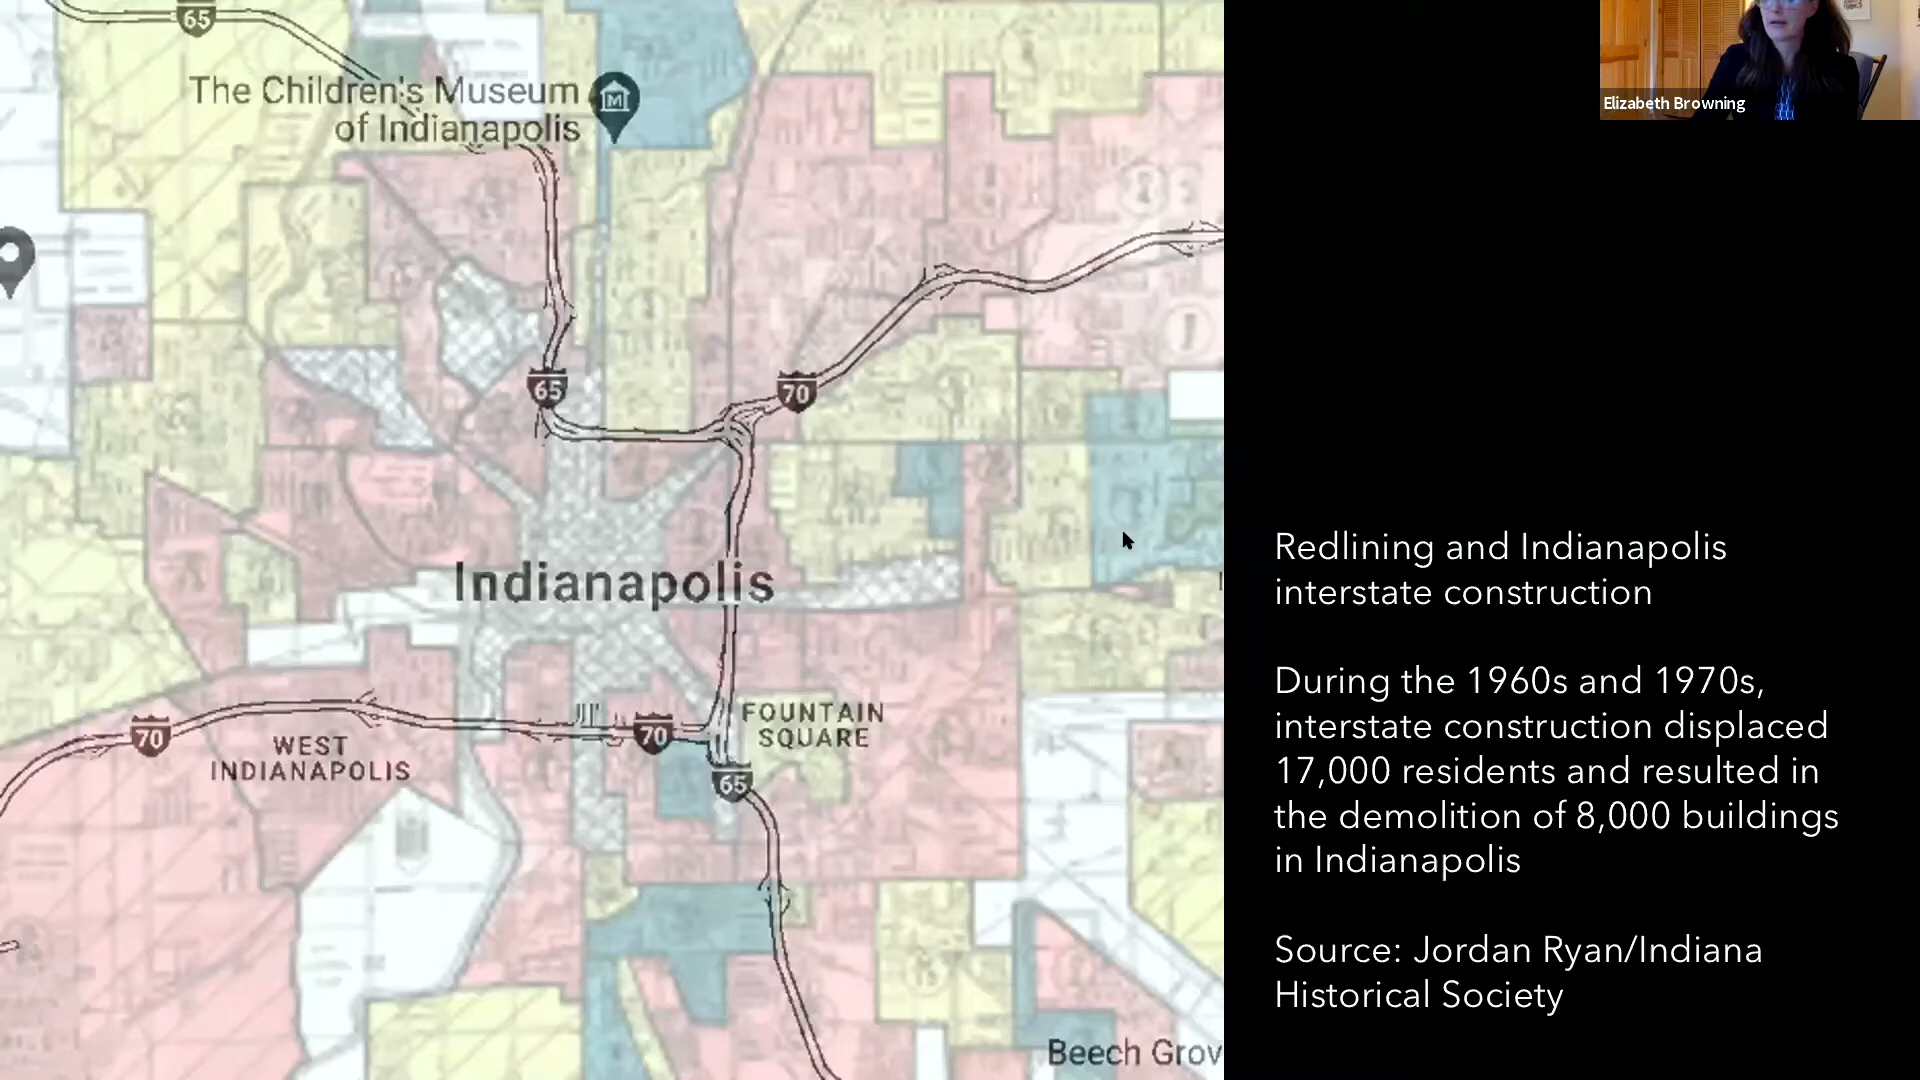 65
The Children's Museum
of Indianapolis
M
65
70
Indianapolis
FOUNTAIN
SQUARE
70
WEST
INDIANAPOLIS
70
65
Beech Grov
Elizabeth Browning
Redlining and Indianapolis
interstate construction
During the 1960s and 1970s,
interstate construction displaced
17,000 residents and resulted in
the demolition of 8,000 buildings
in Indianapolis
Source: Jordan Ryan/Indiana
Historical Society